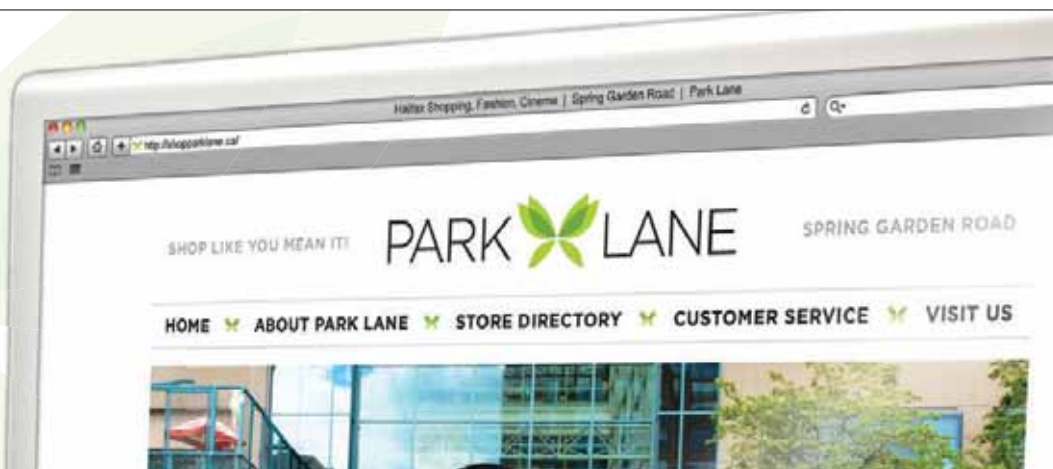 Halifax Shopping, Fashion, Cinema | Spring Garden Road | Park Lane
http://shopparklane.ca/
SHOP LIKE YOU MEAN IT!
PARK LANE
SPRING GARDEN ROAD
HOME ABOUT PARK LANE STORE DIRECTORY CUSTOMER SERVICE VISIT US